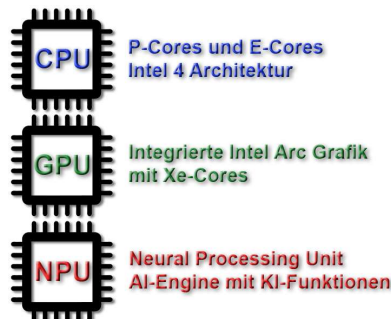 CPU
P-Cores und E-Cores
Intel 4 Architektur
GPU
Integrierte Intel Arc Grafik
mit Xe-Cores
NPU
Neural Processing Unit
AI-Engine mit KI-Funktionen